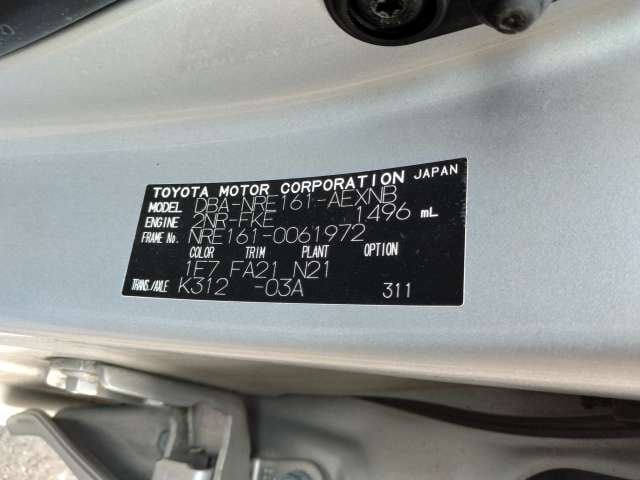 TOYOTA MOTOR CORPORATION JAPAN
MODEL DBA-NRE161-AEXNB
ENGINE 2NR-FKE 1496 mL
FRAME No. NRE161-0061972
COLOR TRIM PLANT OPTION
1F7 FA21 N21
TRANS./AXLE K312 -03A 311